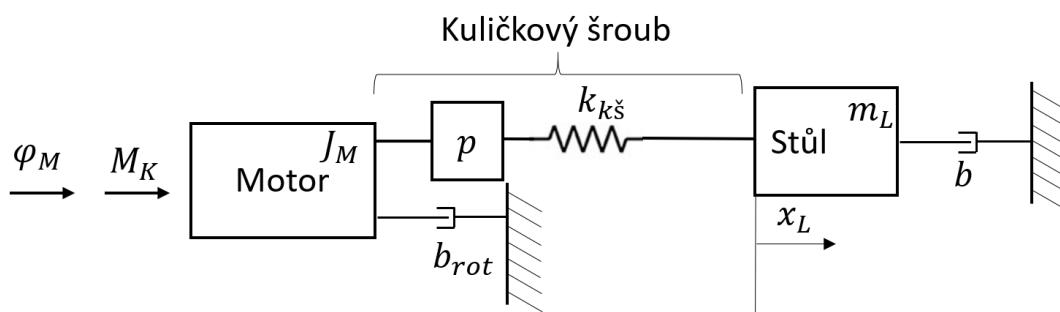 Kuličkový šroub
φ_M
M_K
J_M
Motor
p
k_kš
m_L
Stůl
b
b_rot
x_L